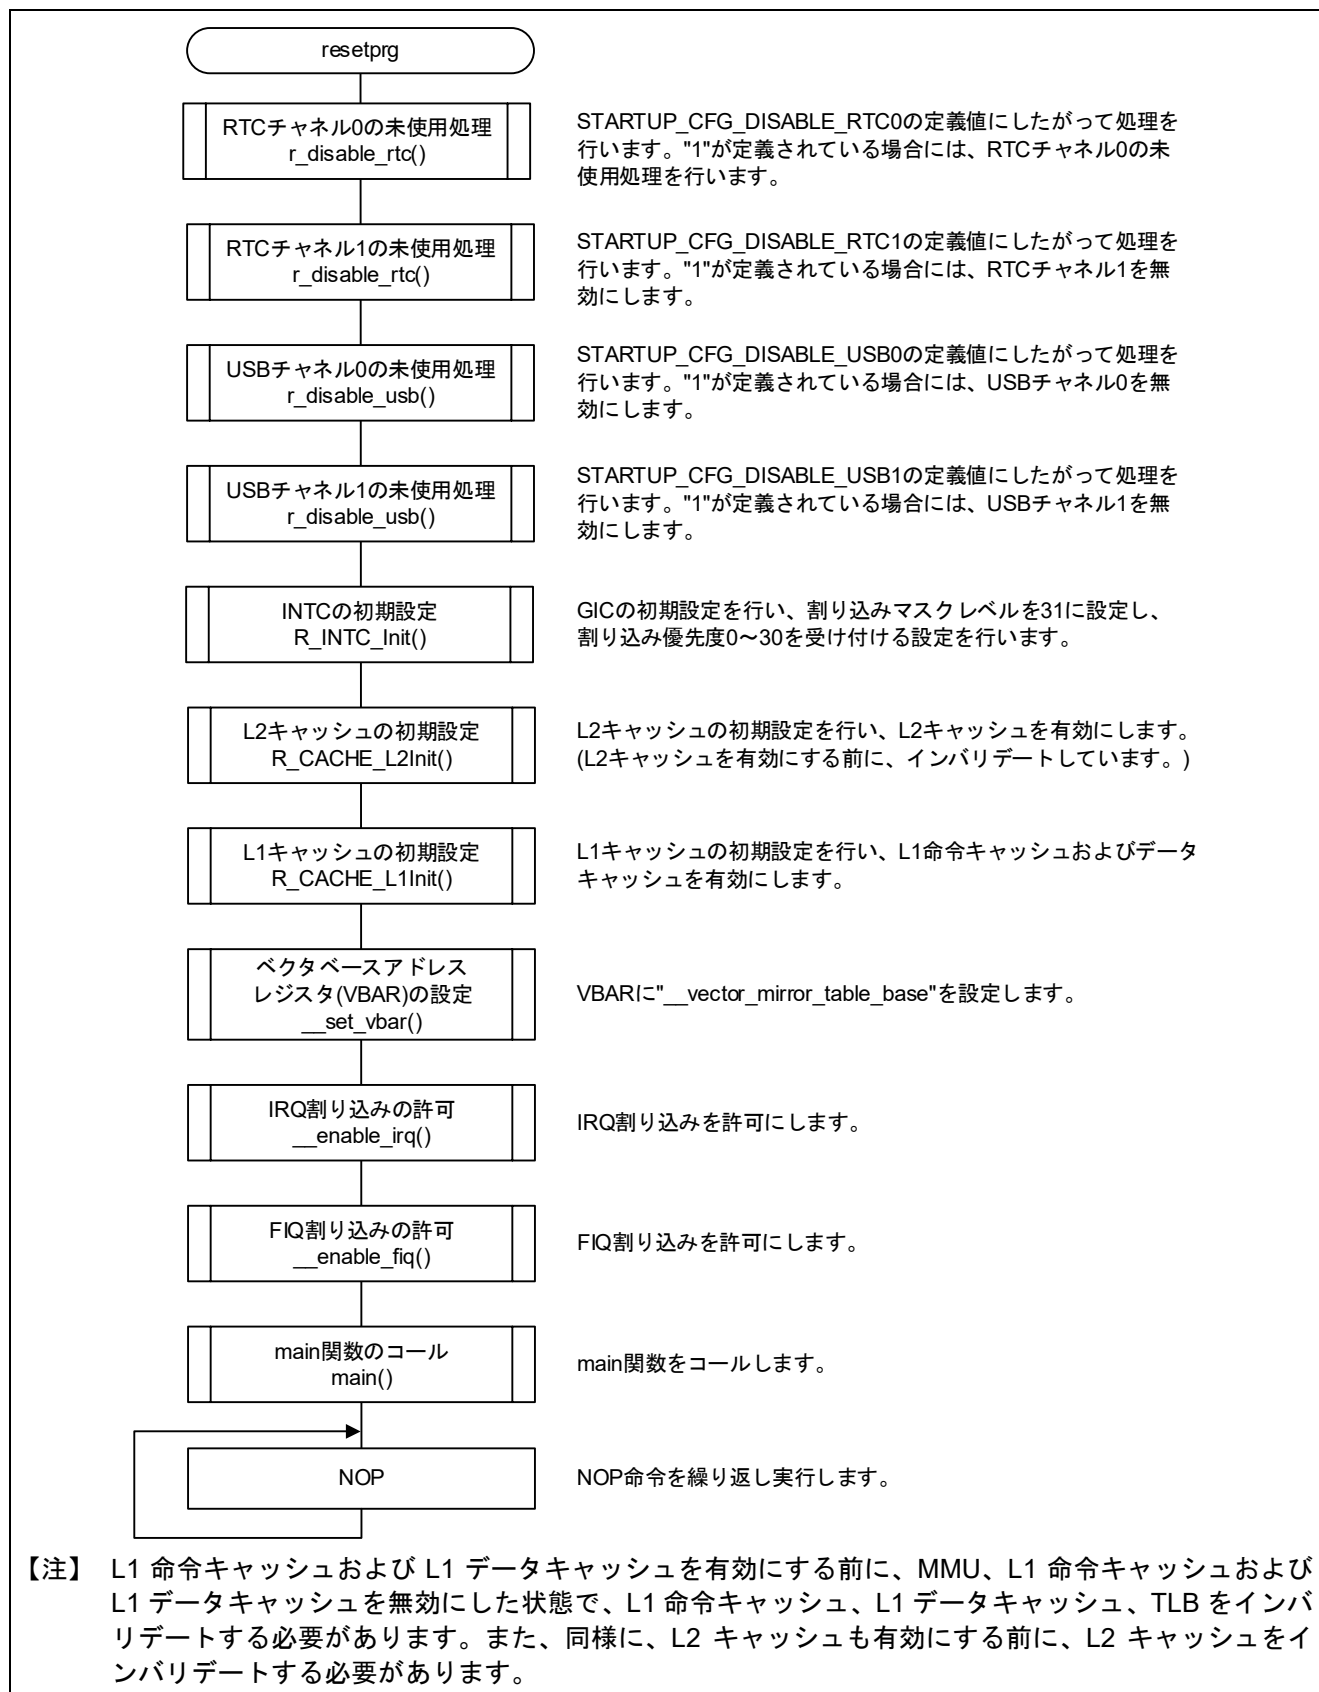 resetprg
RTCチャネル0の未使用処理
r_disable_rtc()
STARTUP_CFG_DISABLE_RTC0の定義値にしたがって処理を
行います。"1"が定義されている場合には、RTCチャネル0の未
使用処理を行います。
RTCチャネル1の未使用処理
r_disable_rtc()
STARTUP_CFG_DISABLE_RTC1の定義値にしたがって処理を
行います。"1"が定義されている場合には、RTCチャネル1を無
効にします。
USBチャネル0の未使用処理
r_disable_usb()
STARTUP_CFG_DISABLE_USB0の定義値にしたがって処理を
行います。"1"が定義されている場合には、USBチャネル0を無
効にします。
USBチャネル1の未使用処理
r_disable_usb()
STARTUP_CFG_DISABLE_USB1の定義値にしたがって処理を
行います。"1"が定義されている場合には、USBチャネル1を無
効にします。
INTCの初期設定
R_INTC_Init()
GICの初期設定を行い、割り込みマスクレベルを31に設定し、
割り込み優先度0～30を受け付ける設定を行います。
L2キャッシュの初期設定
R_CACHE_L2Init()
L2キャッシュの初期設定を行い、L2キャッシュを有効にします。
(L2キャッシュを有効にする前に、インバリデートしています。)
L1キャッシュの初期設定
R_CACHE_L1Init()
L1キャッシュの初期設定を行い、L1命令キャッシュおよびデータ
キャッシュを有効にします。
ベクタベースアドレス
レジスタ(VBAR)の設定
__set_vbar()
VBARに"__vector_mirror_table_base"を設定します。
IRQ割り込みの許可
__enable_irq()
IRQ割り込みを許可にします。
FIQ割り込みの許可
__enable_fiq()
FIQ割り込みを許可にします。
main関数のコール
main()
main関数をコールします。
NOP
NOP命令を繰り返し実行します。
【注】 L1 命令キャッシュおよび L1 データキャッシュを有効にする前に、MMU、L1 命令キャッシュおよび
L1 データキャッシュを無効にした状態で、L1 命令キャッシュ、L1 データキャッシュ、TLB をインバ
リデートする必要があります。また、同様に、L2 キャッシュも有効にする前に、L2 キャッシュをイ
ンバリデートする必要があります。